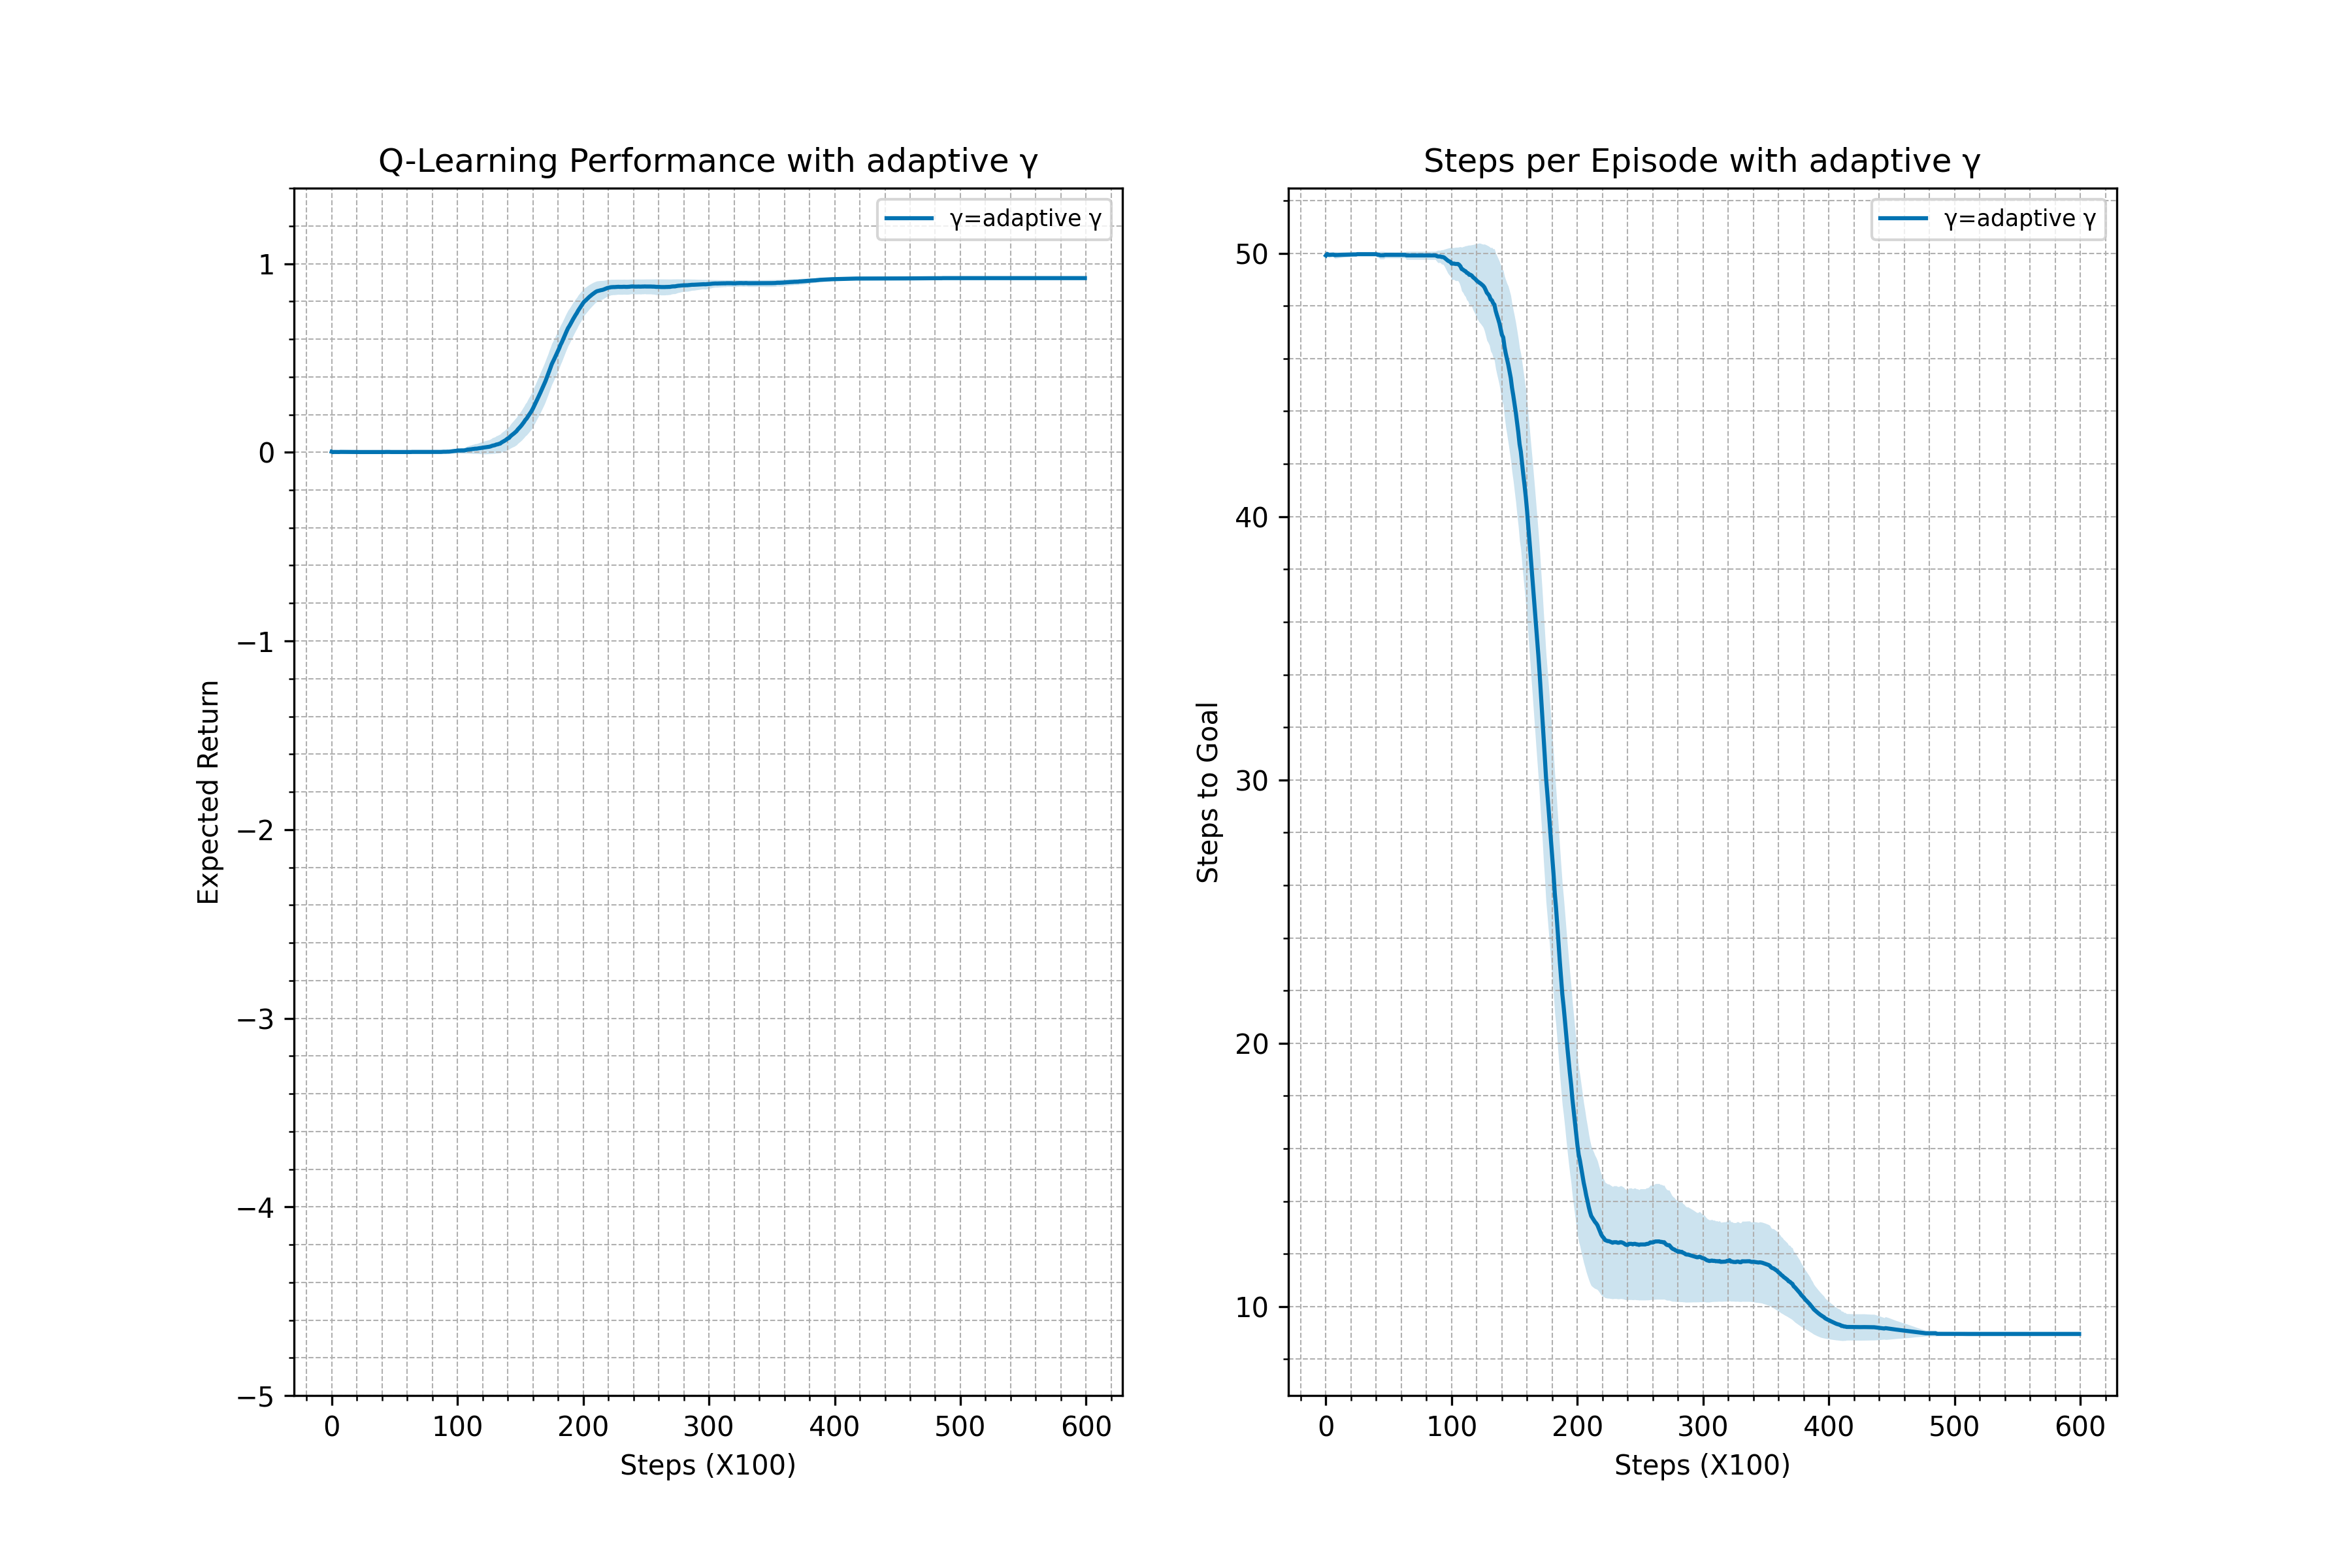 Q-Learning Performance with adaptive γ
γ=adaptive γ
1
0
−1
−2
−3
−4
−5
Expected Return
0 100 200 300 400 500 600
Steps (X100)
Steps per Episode with adaptive γ
γ=adaptive γ
50
40
30
20
10
Steps to Goal
0 100 200 300 400 500 600
Steps (X100)